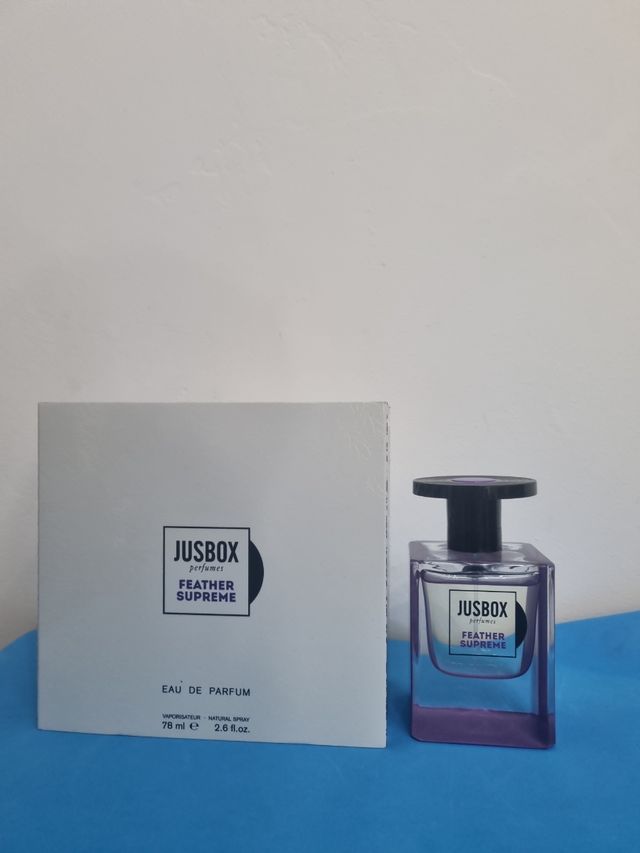 JUSBOX
perfumes
FEATHER
SUPREME
EAU DE PARFUM
VAPORISATEUR - NATURAL SPRAY
78 ml ℮ 2.6 fl.oz.
JUSBOX
perfumes
FEATHER
SUPREME